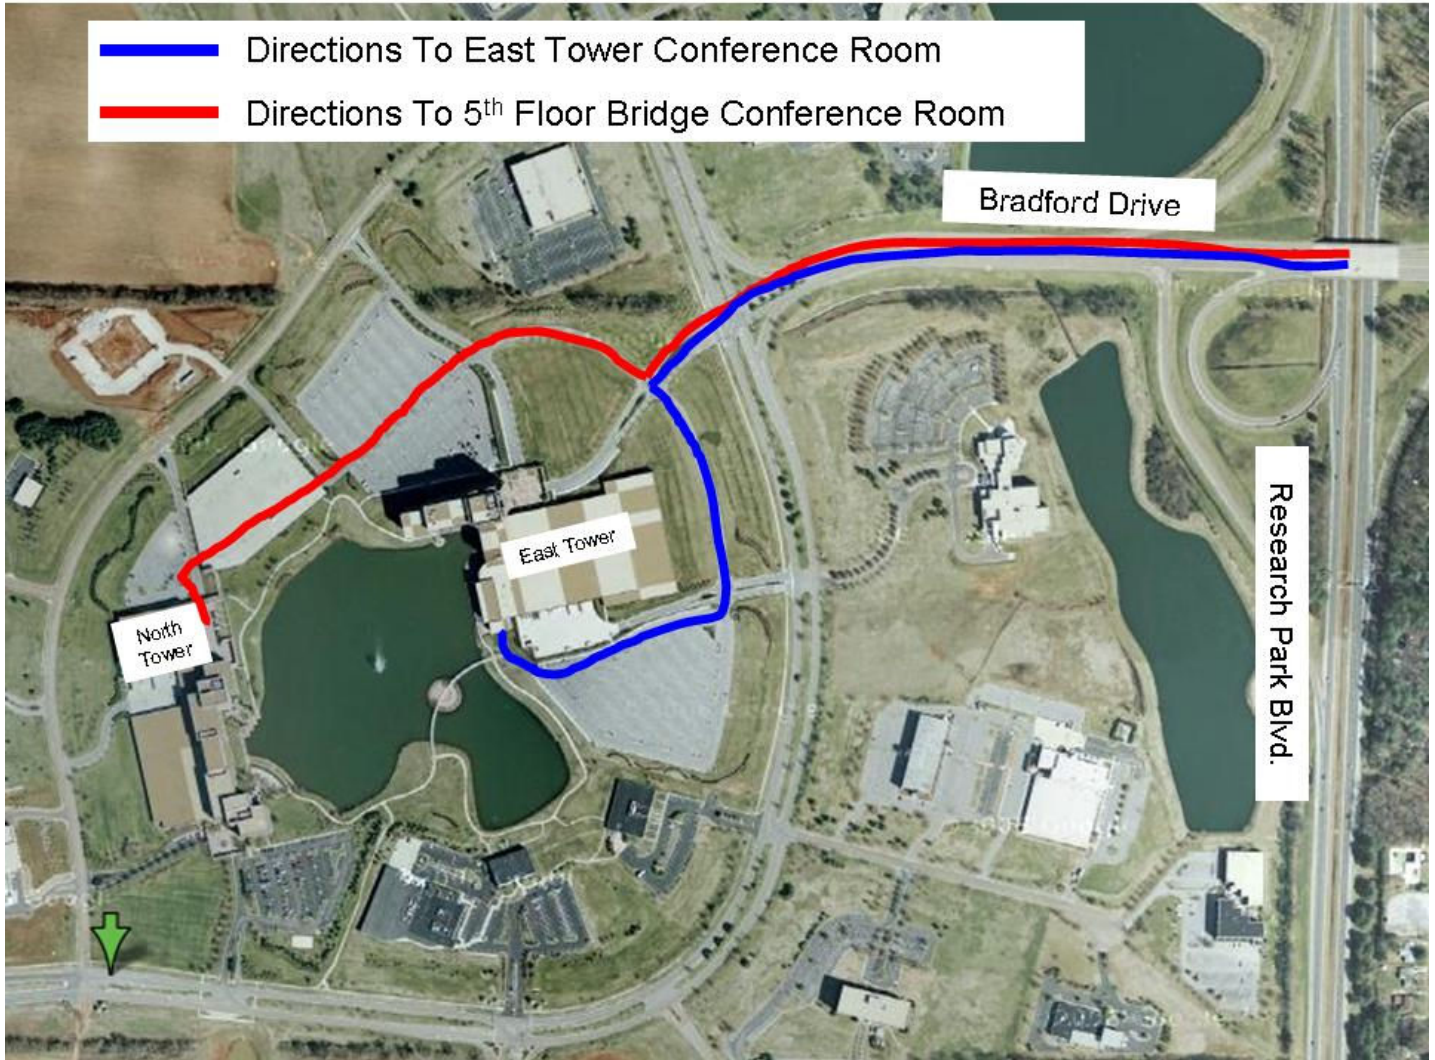 Directions To East Tower Conference Room
Directions To 5th Floor Bridge Conference Room
Bradford Drive
Research Park Blvd.
East Tower
North
Tower